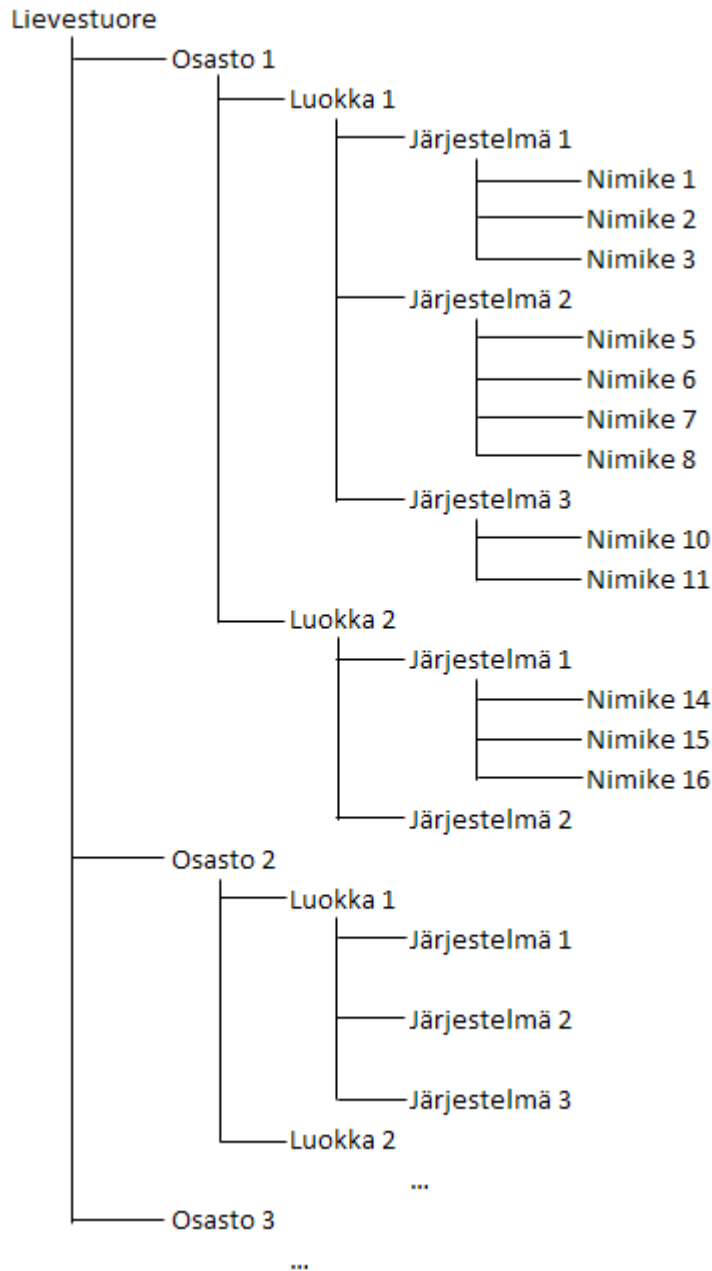 Lievestuore
Osasto 1
Luokka 1
Järjestelmä 1
Nimike 1
Nimike 2
Nimike 3
Järjestelmä 2
Nimike 5
Nimike 6
Nimike 7
Nimike 8
Järjestelmä 3
Nimike 10
Nimike 11
Luokka 2
Järjestelmä 1
Nimike 14
Nimike 15
Nimike 16
Järjestelmä 2
Osasto 2
Luokka 1
Järjestelmä 1
Järjestelmä 2
Järjestelmä 3
Luokka 2
...
Osasto 3
...